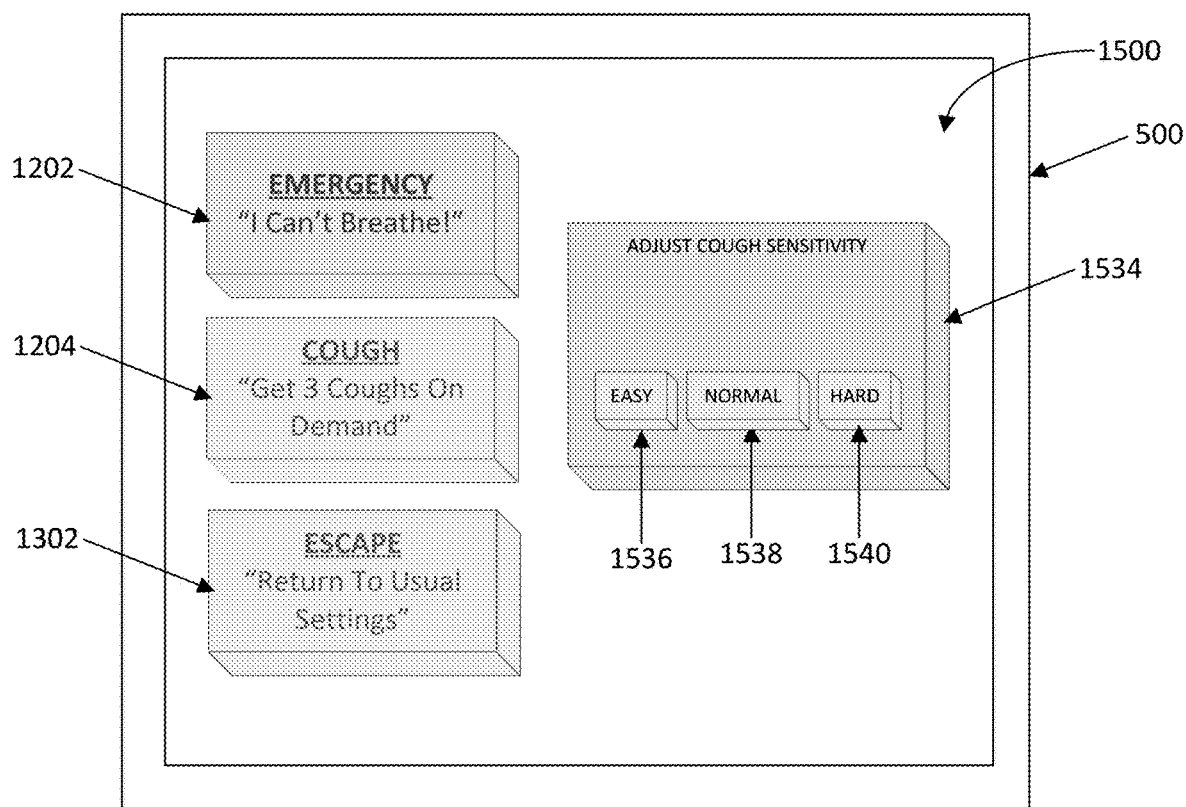 1500
500
1202
EMERGENCY
“I Can’t Breathe!”
ADJUST COUGH SENSITIVITY
1534
1204
COUGH
“Get 3 Coughs On
Demand”
EASY
NORMAL
HARD
1302
ESCAPE
“Return To Usual
Settings”
1536
1538
1540